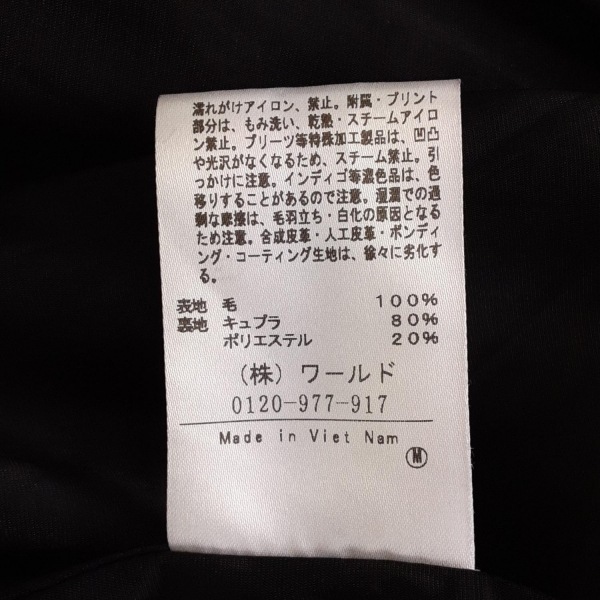 濡れがけアイロン、禁止。附属・プリント
部分は、もみ洗い、乾熱・スチームアイロ
ン禁止。プリーツ等特殊加工製品は、凹凸
や光沢がなくなるため、スチーム禁止。引
っかけに注意。インディゴ等濃色品は、色
移りすることがあるので注意。湿潤での過
剰な摩擦は、毛羽立ち・白化の原因となる
ため注意。合成皮革・人工皮革・ボンディ
ング・コーティング生地は、徐々に劣化す
る。
表地 毛 100%
裏地 キュプラ 80%
ポリエステル 20%
(株) ワールド
0120-977-917
Made in Viet Nam
M